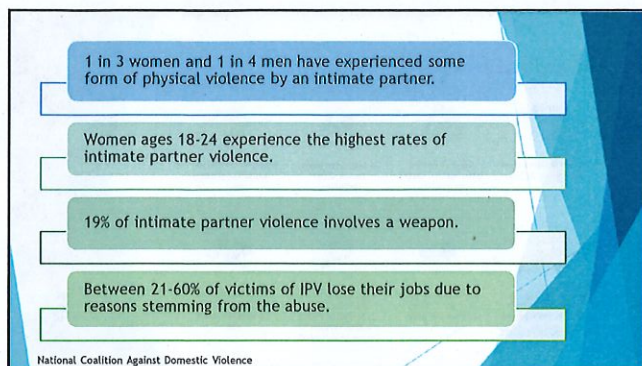 1 in 3 women and 1 in 4 men have experienced some
form of physical violence by an intimate partner.
Women ages 18-24 experience the highest rates of
intimate partner violence.
19% of intimate partner violence involves a weapon.
Between 21-60% of victims of IPV lose their jobs due to
reasons stemming from the abuse.
National Coalition Against Domestic Violence